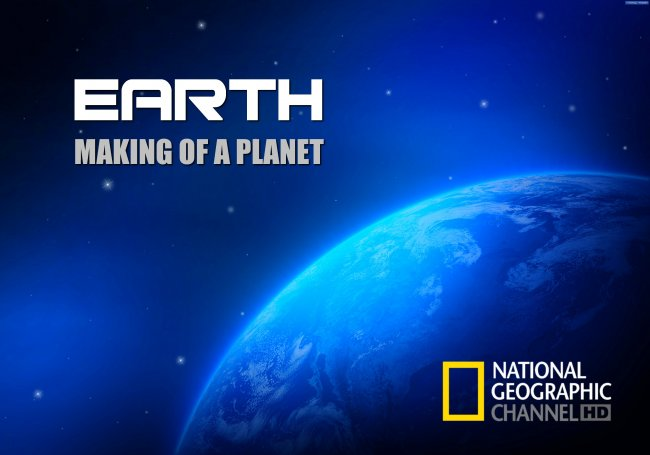 EARTH
MAKING OF A PLANET
NATIONAL
GEOGRAPHIC
CHANNEL HD